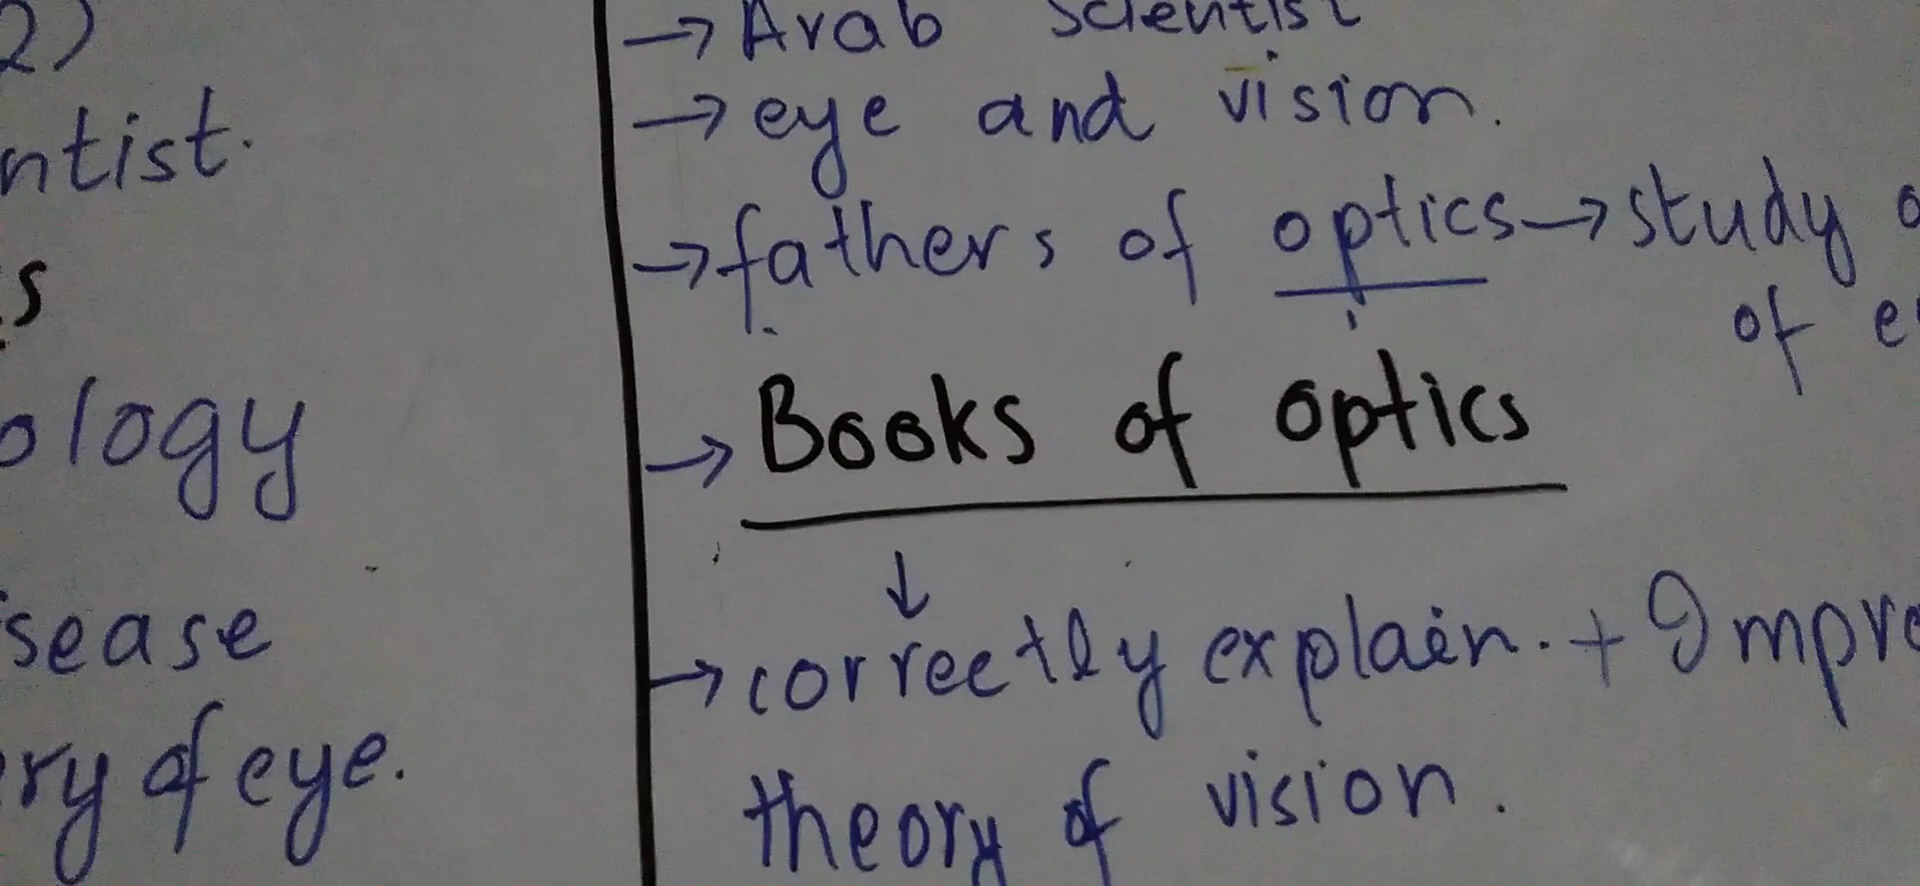 2)
ntist.
s
ology
sease
ry of eye.
→ Arab Scientist
→ eye and vision.
→ fathers of optics → study
of
→ Books of optics
↓
→ correctly explain. + Impro
theory of vision.